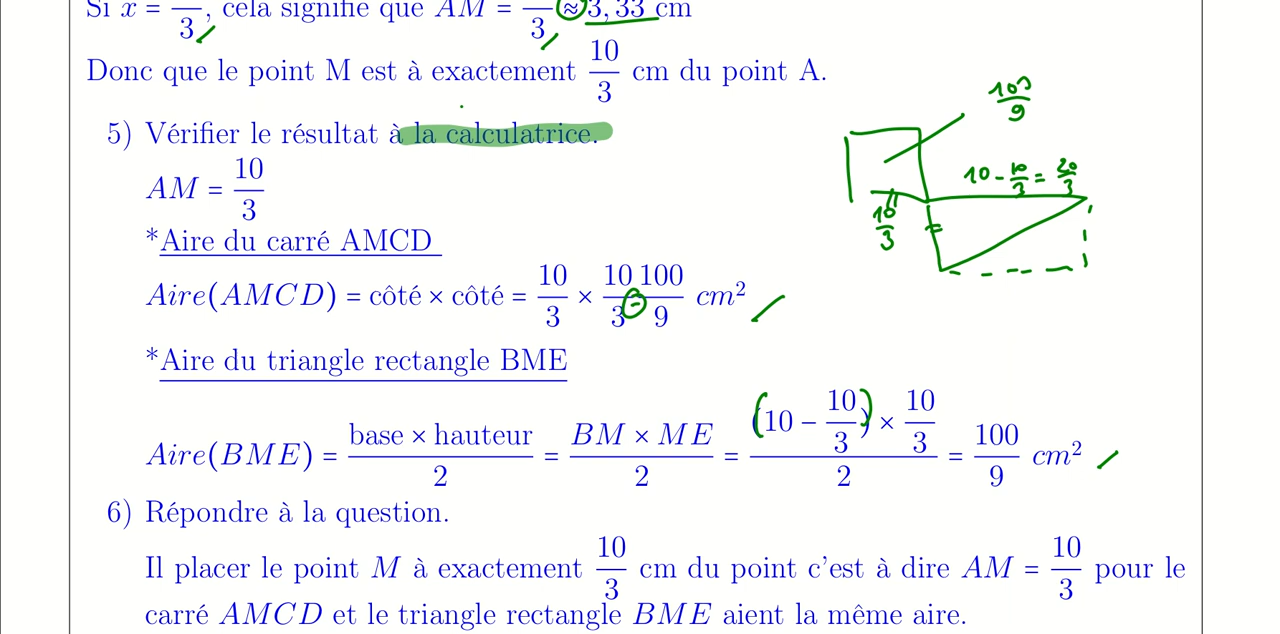 Si x = /3, cela signifie que AM = /3 ≈ 3,33 cm
Donc que le point M est à exactement 10/3 cm du point A.
5) Vérifier le résultat à la calculatrice.
AM = 10/3
*Aire du carré AMCD
Aire(AMCD) = côté × côté = 10/3 × 10/3 = 100/9 cm²
*Aire du triangle rectangle BME
Aire(BME) = base × hauteur/2 = BM × ME/2 = (10 − 10/3) × 10/3/2 = 100/9 cm²
6) Répondre à la question.
Il placer le point M à exactement 10/3 cm du point c'est à dire AM = 10/3 pour le
carré AMCD et le triangle rectangle BME aient la même aire.
10 - 10/3 = 20/3
10/3